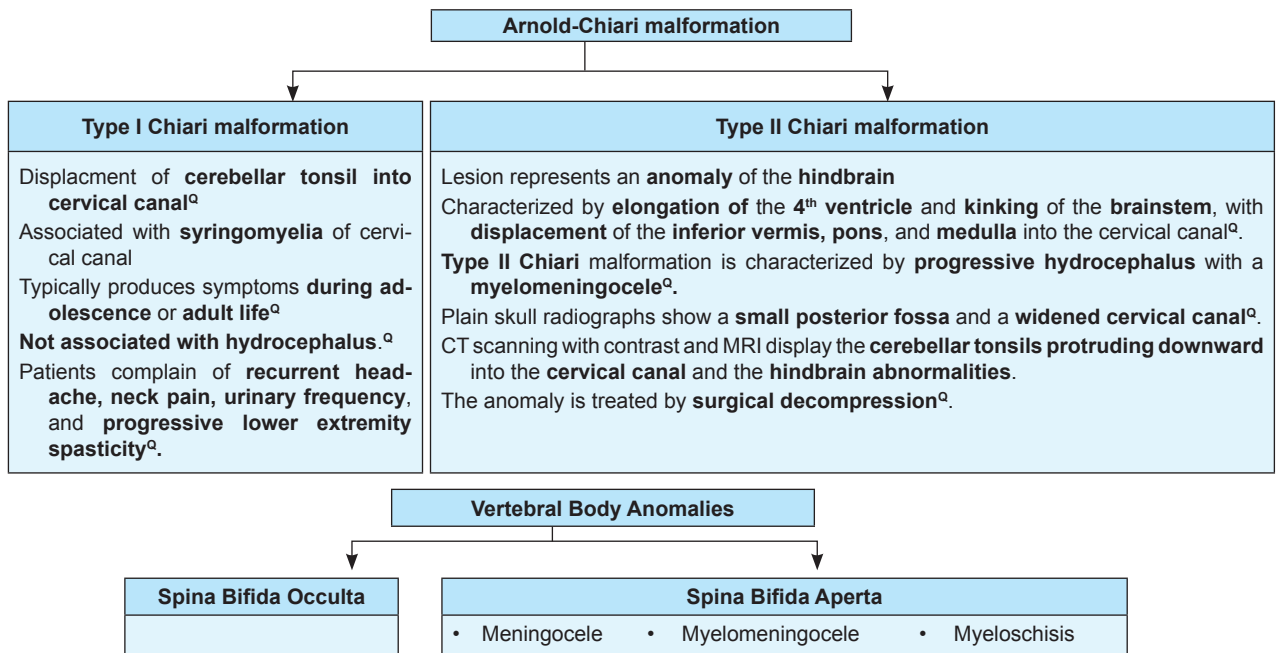 Arnold-Chiari malformation
Type I Chiari malformation
Displacment of cerebellar tonsil into
cervical canalQ
Associated with syringomyelia of cervi-
cal canal
Typically produces symptoms during ad-
olescence or adult lifeQ
Not associated with hydrocephalus.Q
Patients complain of recurrent head-
ache, neck pain, urinary frequency,
and progressive lower extremity
spasticityQ.
Type II Chiari malformation
Lesion represents an anomaly of the hindbrain
Characterized by elongation of the 4th ventricle and kinking of the brainstem, with
displacement of the inferior vermis, pons, and medulla into the cervical canalQ.
Type II Chiari malformation is characterized by progressive hydrocephalus with a
myelomeningoceleQ.
Plain skull radiographs show a small posterior fossa and a widened cervical canalQ.
CT scanning with contrast and MRI display the cerebellar tonsils protruding downward
into the cervical canal and the hindbrain abnormalities.
The anomaly is treated by surgical decompressionQ.
Vertebral Body Anomalies
Spina Bifida Occulta
Spina Bifida Aperta
• Meningocele • Myelomeningocele • Myeloschisis